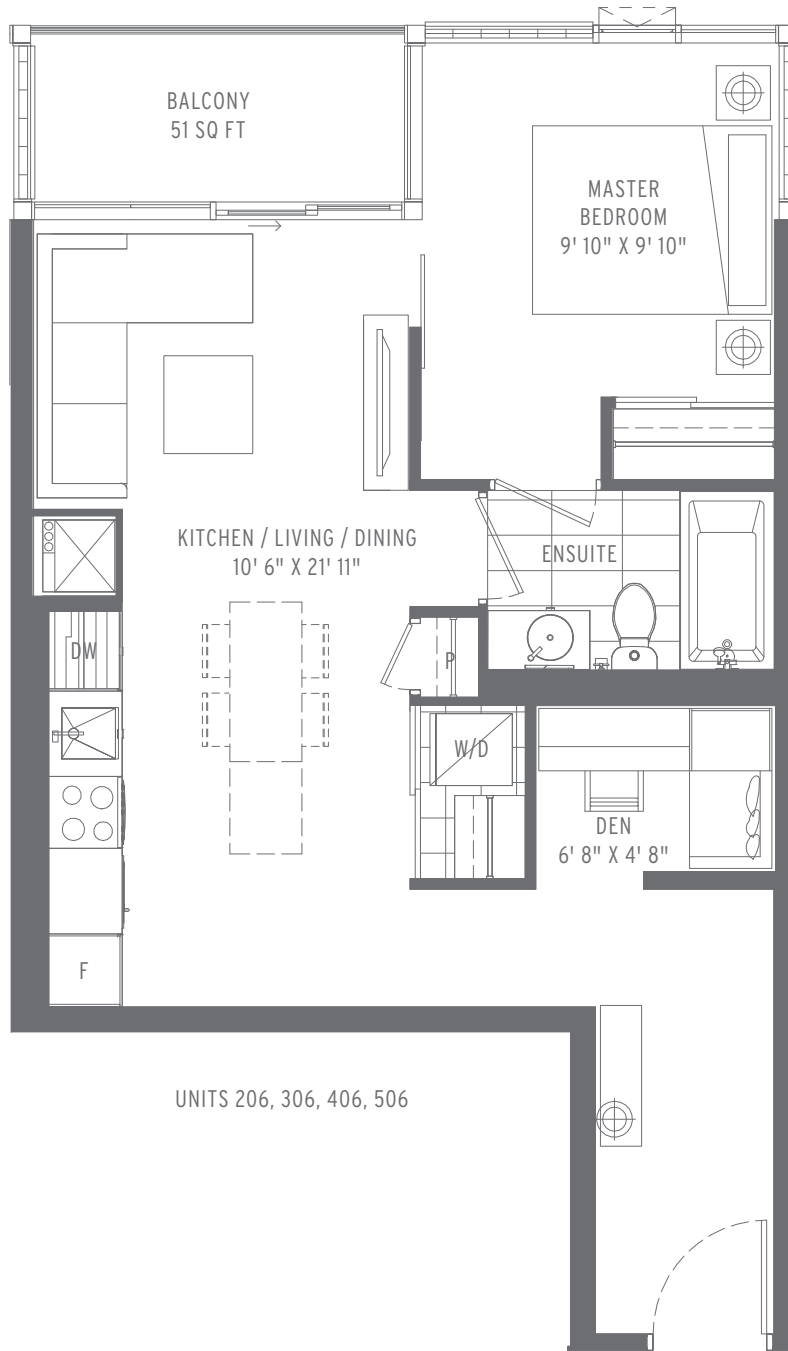 BALCONY
51 SQ FT
MASTER
BEDROOM
9' 10" X 9' 10"
KITCHEN / LIVING / DINING
10' 6" X 21' 11"
ENSUITE
DW
P
W/D
DEN
6' 8" X 4' 8"
F
UNITS 206, 306, 406, 506